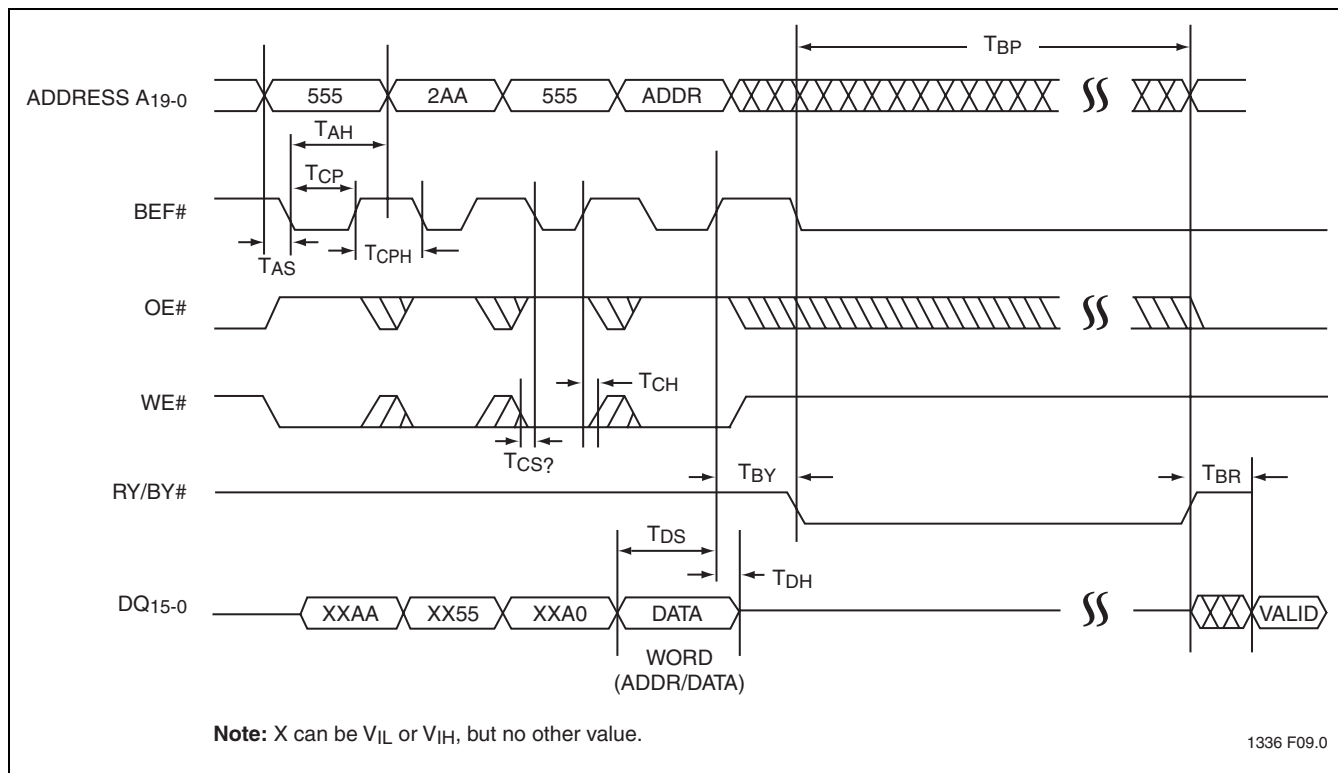 TBP
ADDRESS A19-0 555 2AA 555 ADDR
TAH
TCP
BEF#
TAS TCPH
OE#
TCH
WE#
TCS?
TBY TBR
RY/BY#
TDS
TDH
DQ15-0 XXAA XX55 XXA0 DATA VALID
WORD
(ADDR/DATA)
Note: X can be VIL or VIH, but no other value.
1336 F09.0